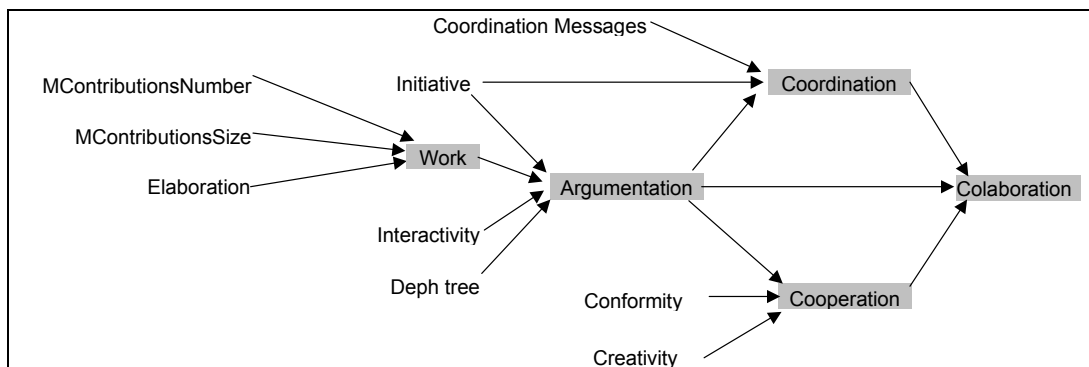 Coordination Messages
MContributionsNumber
Initiative
Coordination
MContributionsSize
Work
Elaboration
Argumentation
Colaboration
Interactivity
Deph tree
Conformity
Cooperation
Creativity